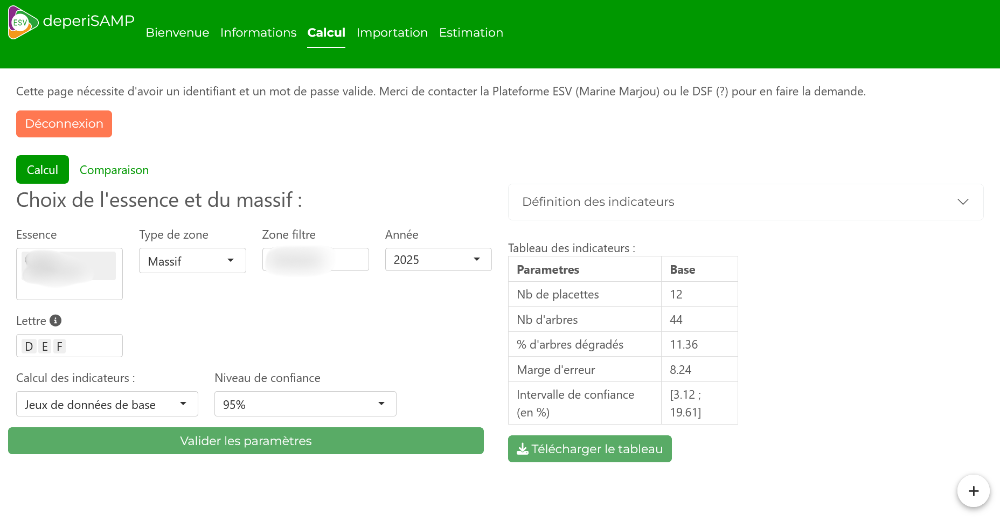 ESV deperiSAMP
Bienvenue Informations Calcul Importation Estimation
Cette page nécessite d'avoir un identifiant et un mot de passe valide. Merci de contacter la Plateforme ESV (Marine Marjou) ou le DSF (?) pour en faire la demande.
Déconnexion
Calcul Comparaison
Choix de l'essence et du massif :
Essence Type de zone Zone filtre Année
Massif 2025
Lettre
D E F
Calcul des indicateurs : Niveau de confiance
Jeux de données de base 95%
Valider les paramètres
Définition des indicateurs
Tableau des indicateurs :
Parametres Base
Nb de placettes 12
Nb d'arbres 44
% d'arbres dégradés 11.36
Marge d'erreur 8.24
Intervalle de confiance [3.12 ;
(en %) 19.61]
Télécharger le tableau